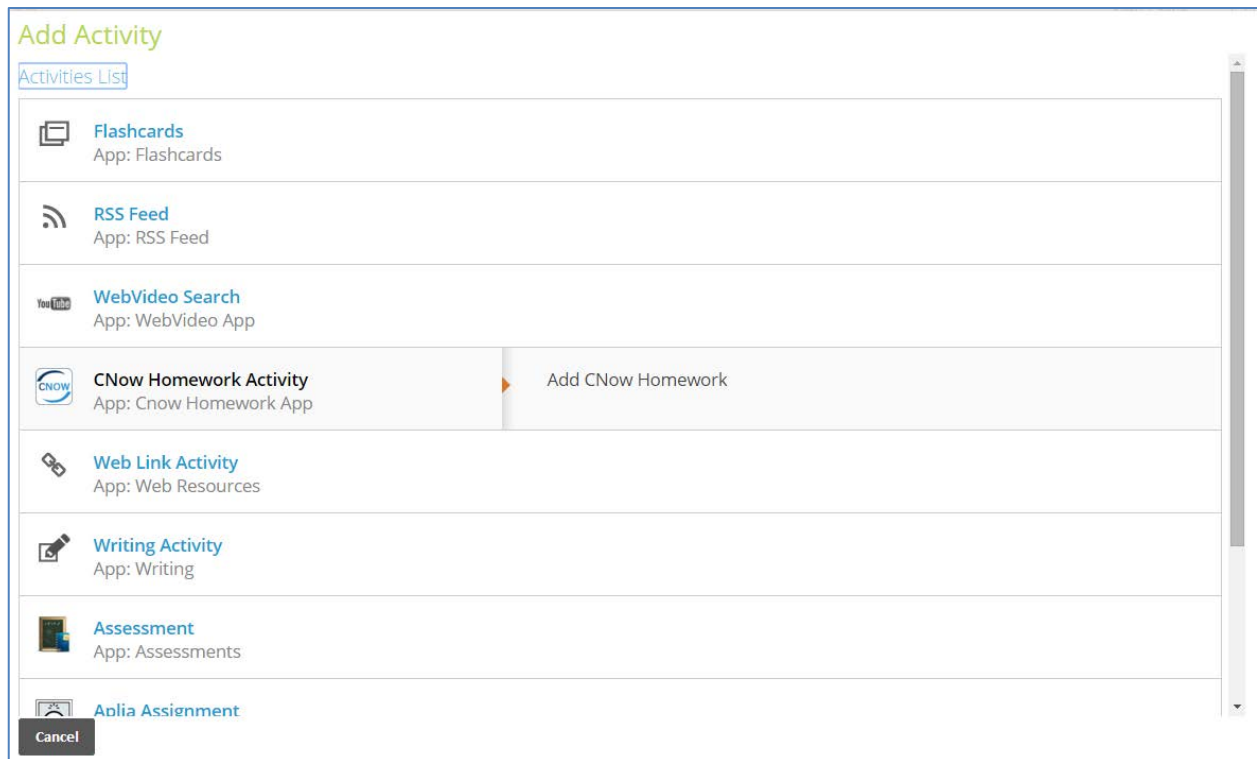 Add Activity
Activities List
Flashcards
App: Flashcards
RSS Feed
App: RSS Feed
YouTube
WebVideo Search
App: WebVideo App
CNOW
CNow Homework Activity
App: Cnow Homework App
Add CNow Homework
Web Link Activity
App: Web Resources
Writing Activity
App: Writing
Assessment
App: Assessments
Aplia Assignment
Cancel